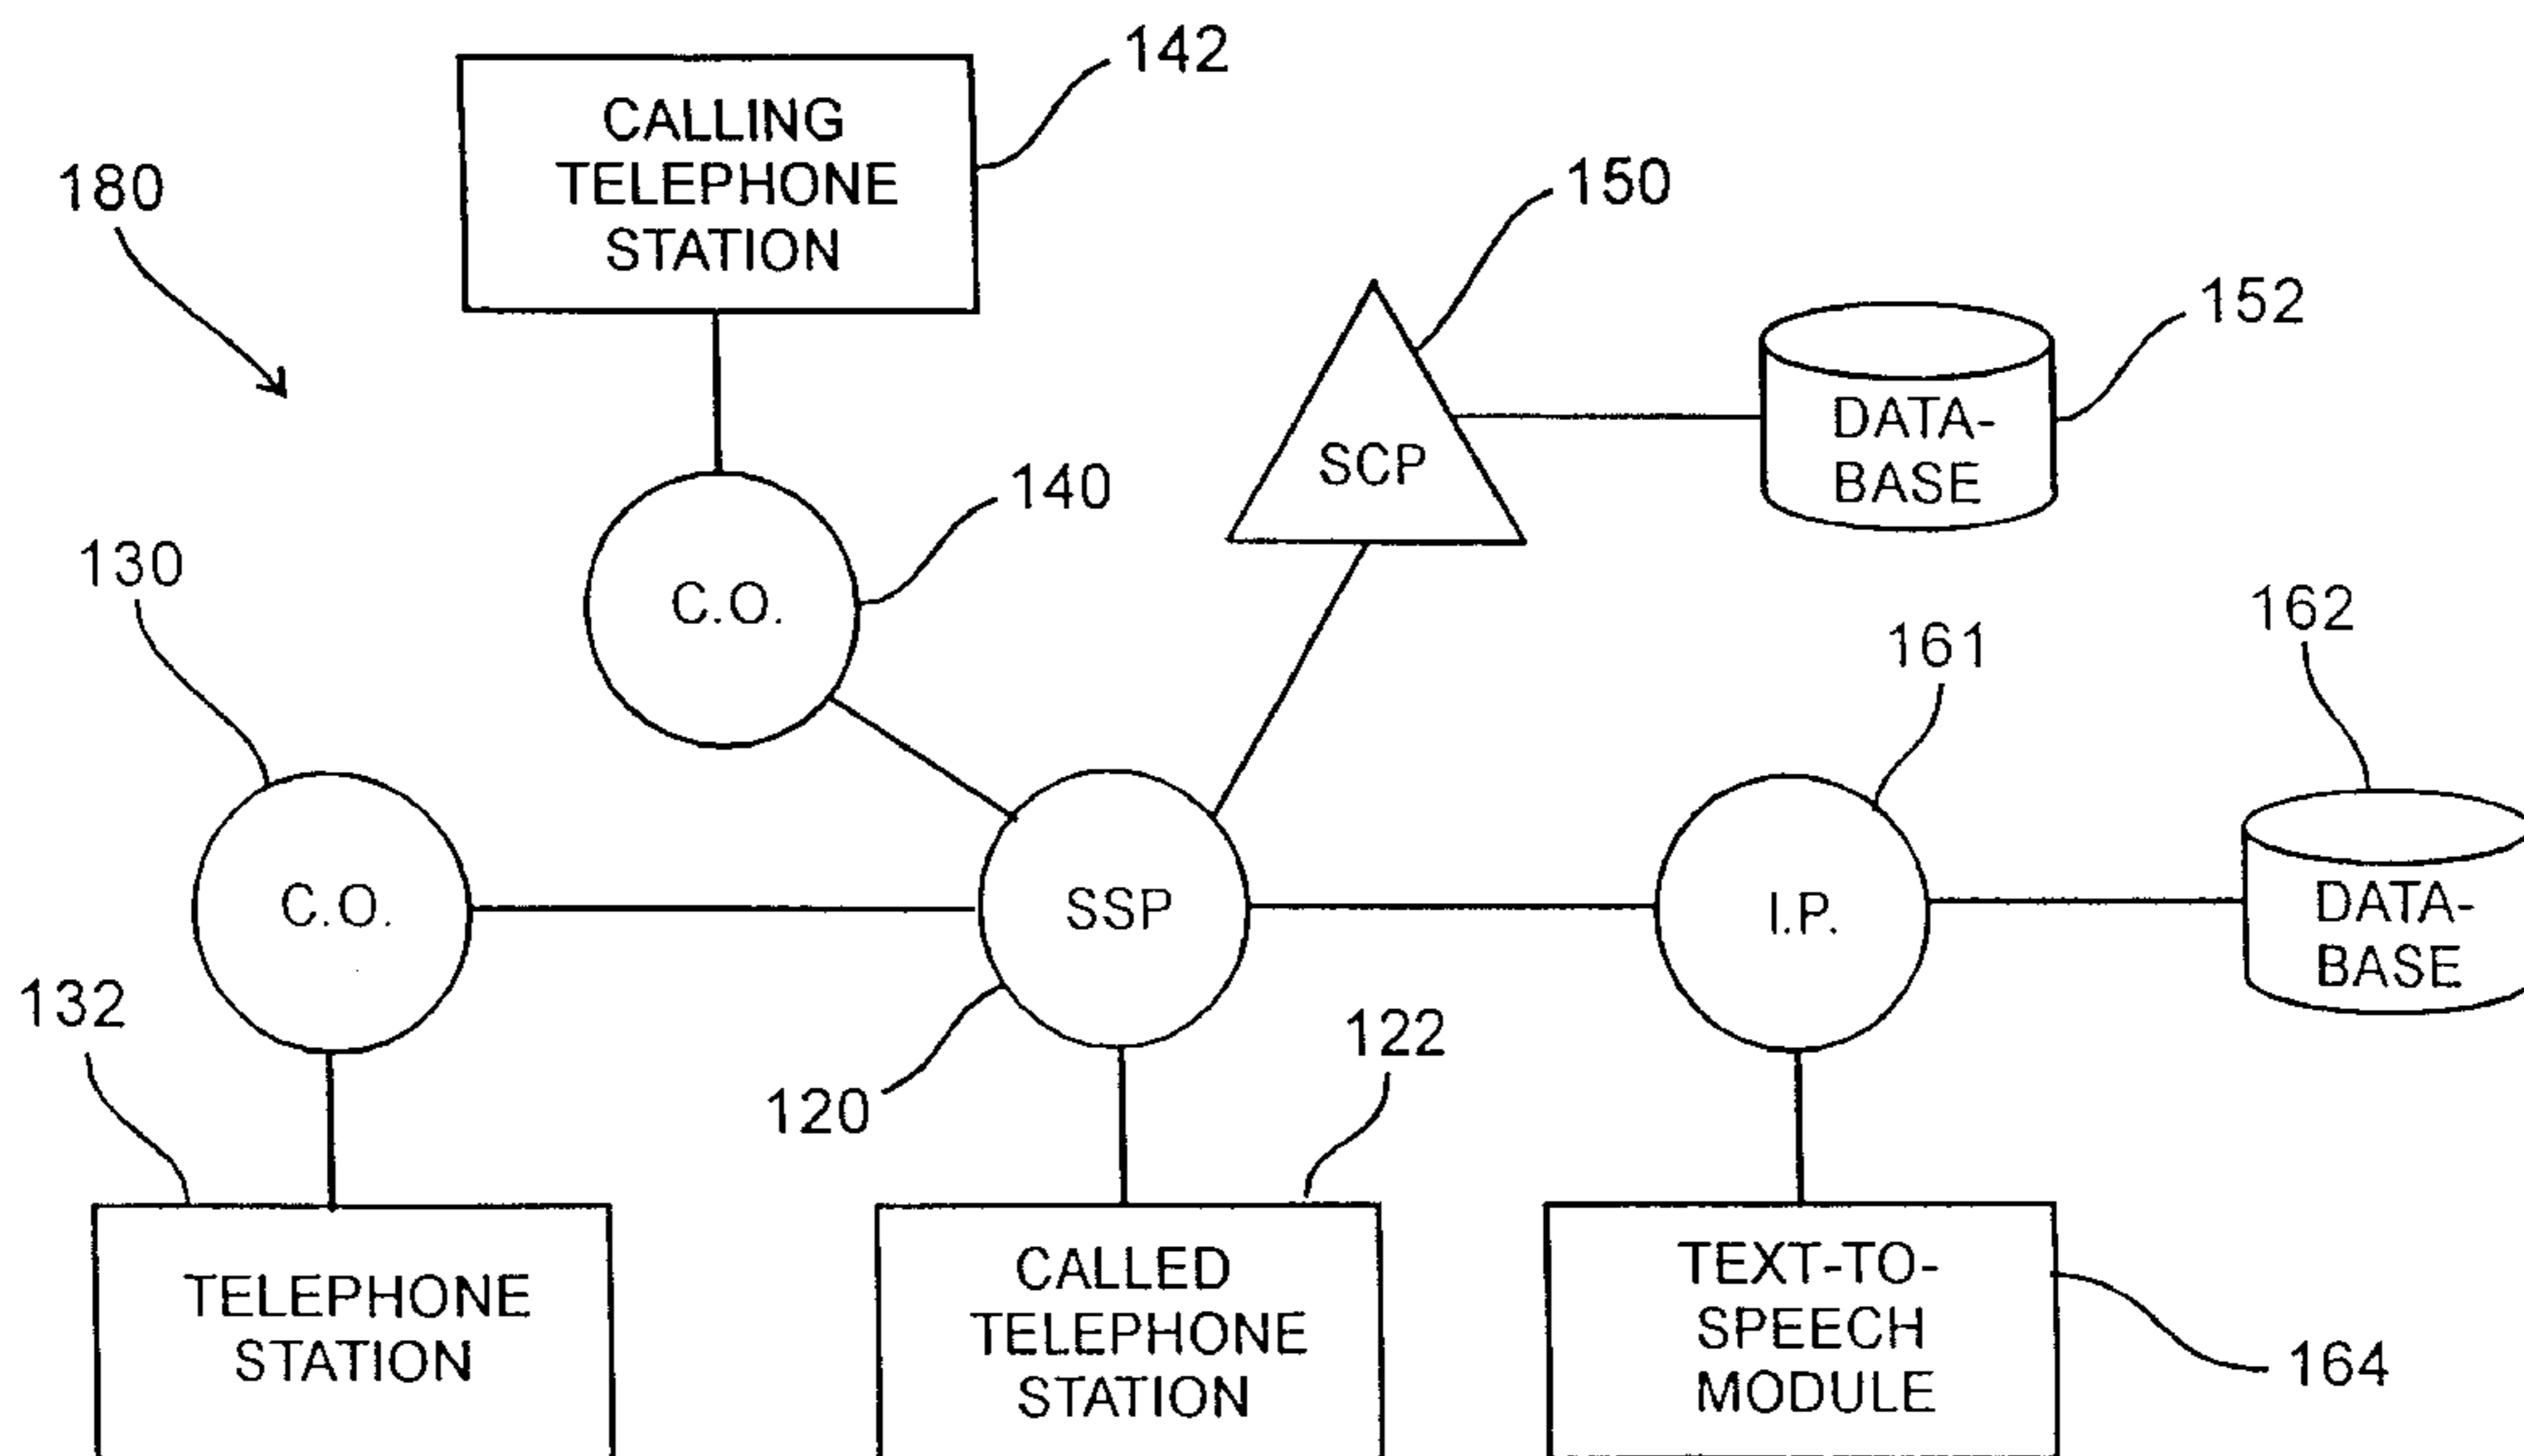 142
CALLING
TELEPHONE
STATION
180
150
152
DATA-
BASE
SCP
140
C.O.
130
C.O.
161
162
SSP
I.P.
DATA-
BASE
132
120
122
TELEPHONE
STATION
CALLED
TELEPHONE
STATION
TEXT-TO-
SPEECH
MODULE
164